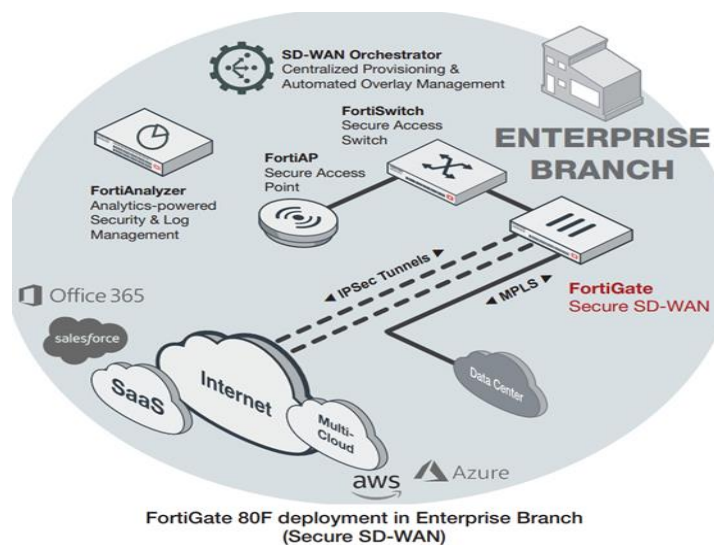 SD-WAN Orchestrator
Centralized Provisioning &
Automated Overlay Management
FortiSwitch
Secure Access
Switch
ENTERPRISE
BRANCH
FortiAP
Secure Access
Point
FortiAnalyzer
Analytics-powered
Security & Log
Management
IPSec Tunnels
MPLS
FortiGate
Secure SD-WAN
Office 365
salesforce
SaaS
Internet
Multi-
Cloud
Data Center
aws
Azure
FortiGate 80F deployment in Enterprise Branch
(Secure SD-WAN)